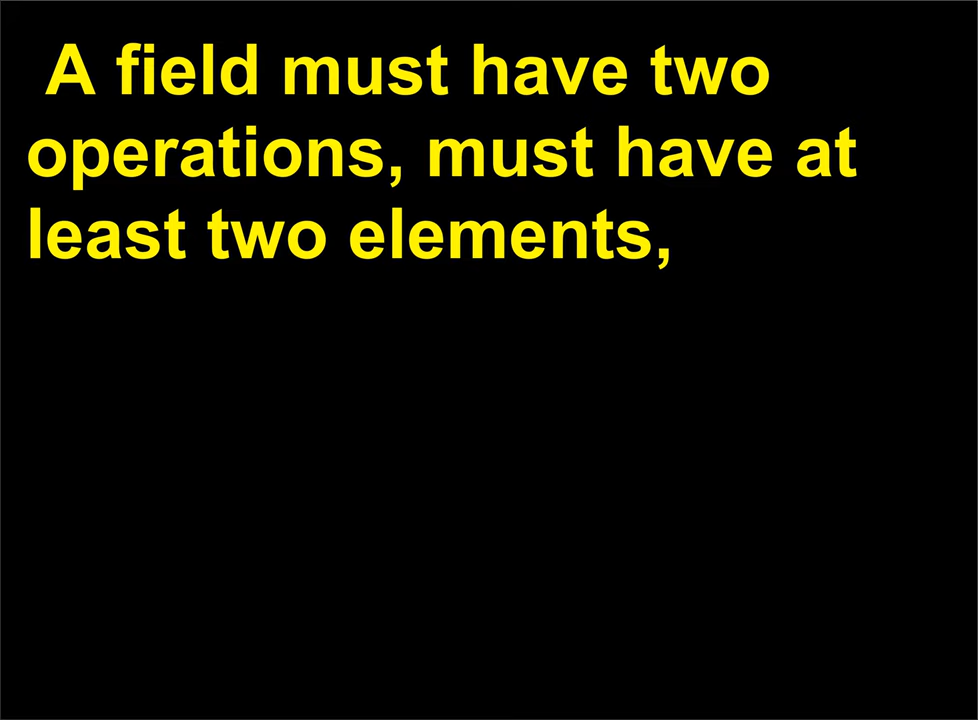 A field must have two
operations, must have at
least two elements,